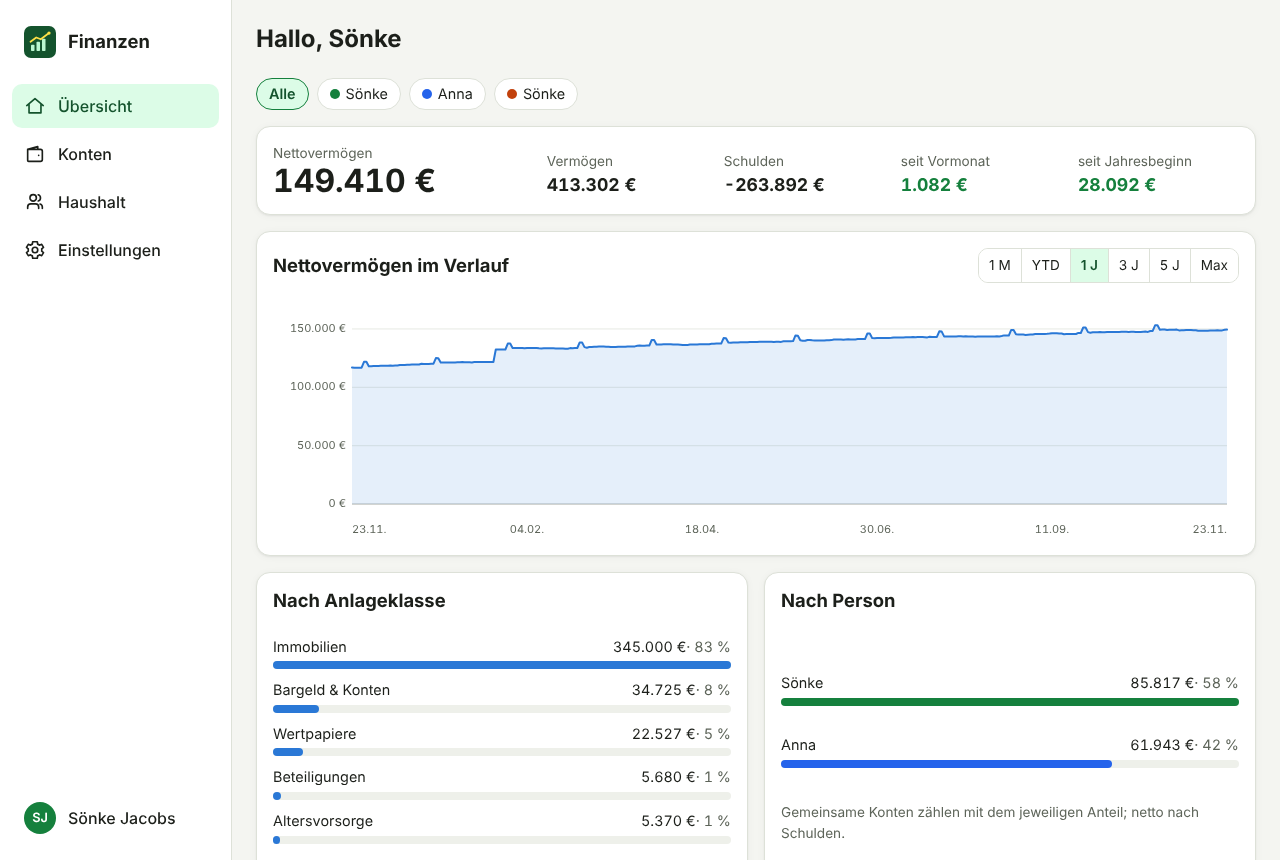 Finanzen
Hallo, Sönke
Alle
Sönke
Anna
Sönke
Übersicht
Konten
Haushalt
Einstellungen
Nettovermögen
149.410 €
Vermögen
413.302 €
Schulden
-263.892 €
seit Vormonat
1.082 €
seit Jahresbeginn
28.092 €
Nettovermögen im Verlauf
1 M
YTD
1 J
3 J
5 J
Max
150.000 €
100.000 €
50.000 €
0 €
23.11.
04.02.
18.04.
30.06.
11.09.
23.11.
Nach Anlageklasse
Immobilien 345.000 €· 83 %
Bargeld & Konten 34.725 €· 8 %
Wertpapiere 22.527 €· 5 %
Beteiligungen 5.680 €· 1 %
Altersvorsorge 5.370 €· 1 %
Nach Person
Sönke 85.817 €· 58 %
Anna 61.943 €· 42 %
Gemeinsame Konten zählen mit dem jeweiligen Anteil; netto nach
Schulden.
SJ
Sönke Jacobs